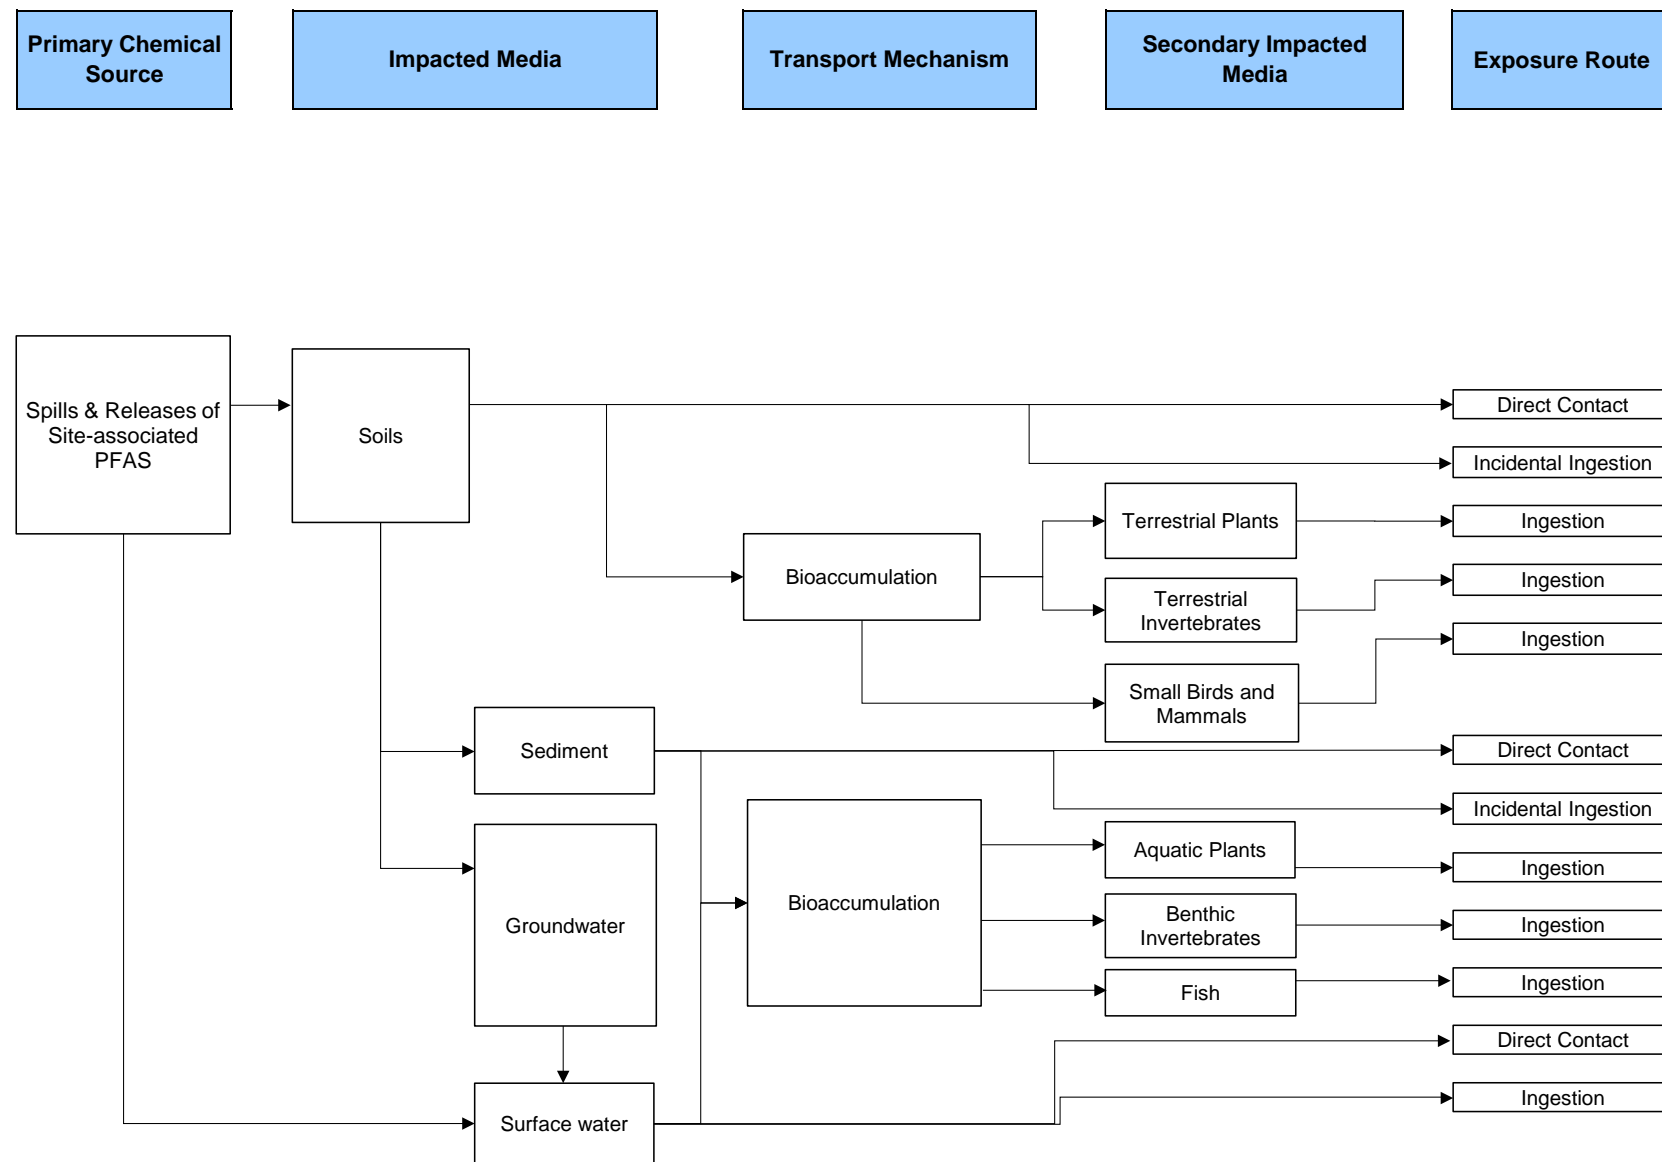 Primary Chemical
Source
Impacted Media
Transport Mechanism
Secondary Impacted
Media
Exposure Route
Spills & Releases of
Site-associated
PFAS
Soils
Direct Contact
Incidental Ingestion
Terrestrial Plants
Ingestion
Bioaccumulation
Terrestrial
Invertebrates
Ingestion
Ingestion
Small Birds and
Mammals
Sediment
Direct Contact
Incidental Ingestion
Aquatic Plants
Ingestion
Bioaccumulation
Groundwater
Benthic
Invertebrates
Ingestion
Fish
Ingestion
Direct Contact
Surface water
Ingestion